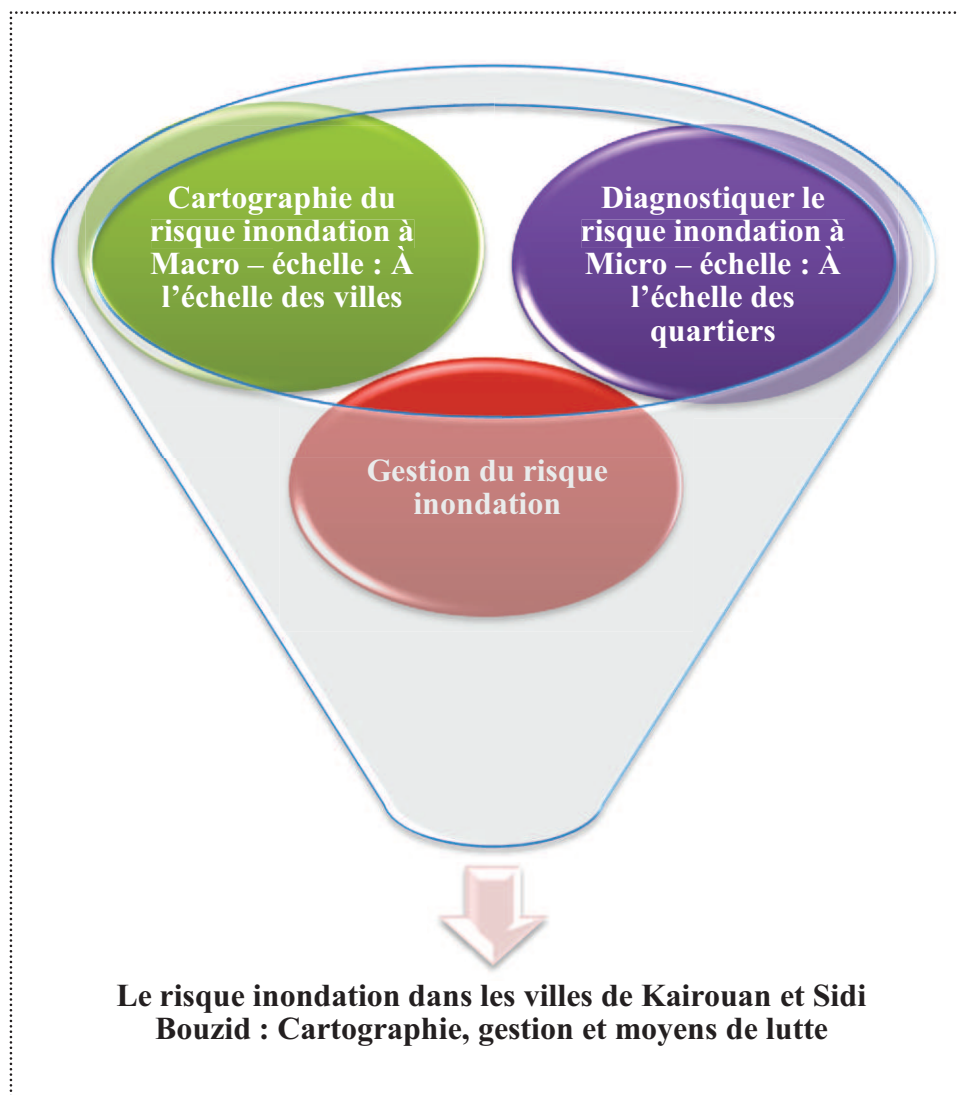 Cartographie du
risque inondation à
Macro – échelle : À
l’échelle des villes
Diagnostiquer le
risque inondation à
Micro – échelle : À
l’échelle des
quartiers
Gestion du risque
inondation
Le risque inondation dans les villes de Kairouan et Sidi
Bouzid : Cartographie, gestion et moyens de lutte